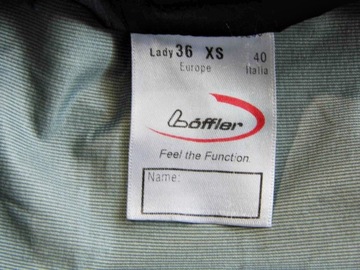 Lady 36 XS 40
Europe Italia
Löffler
Feel the Function.
Name: